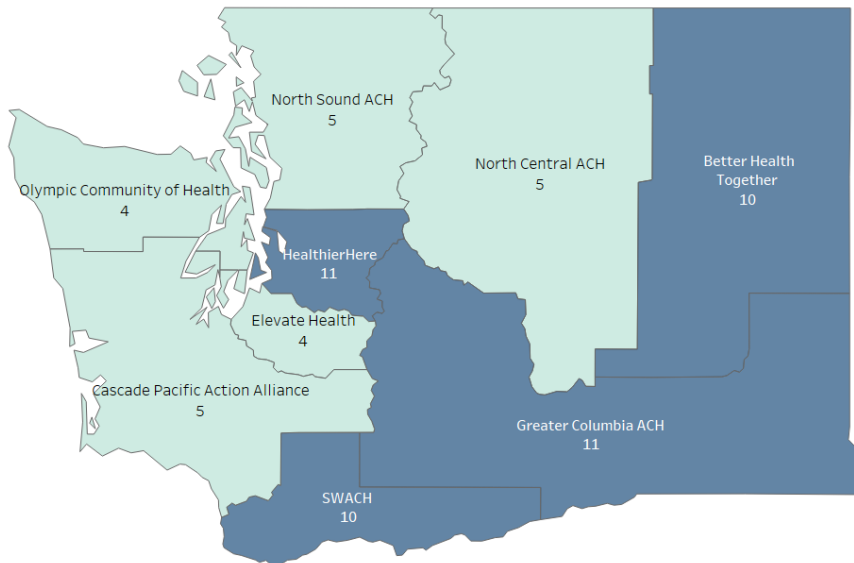 North Sound ACH
5
North Central ACH
5
Better Health
Together
10
Olympic Community of Health
4
HealthierHere
11
Elevate Health
4
Cascade Pacific Action Alliance
5
Greater Columbia ACH
11
SWACH
10